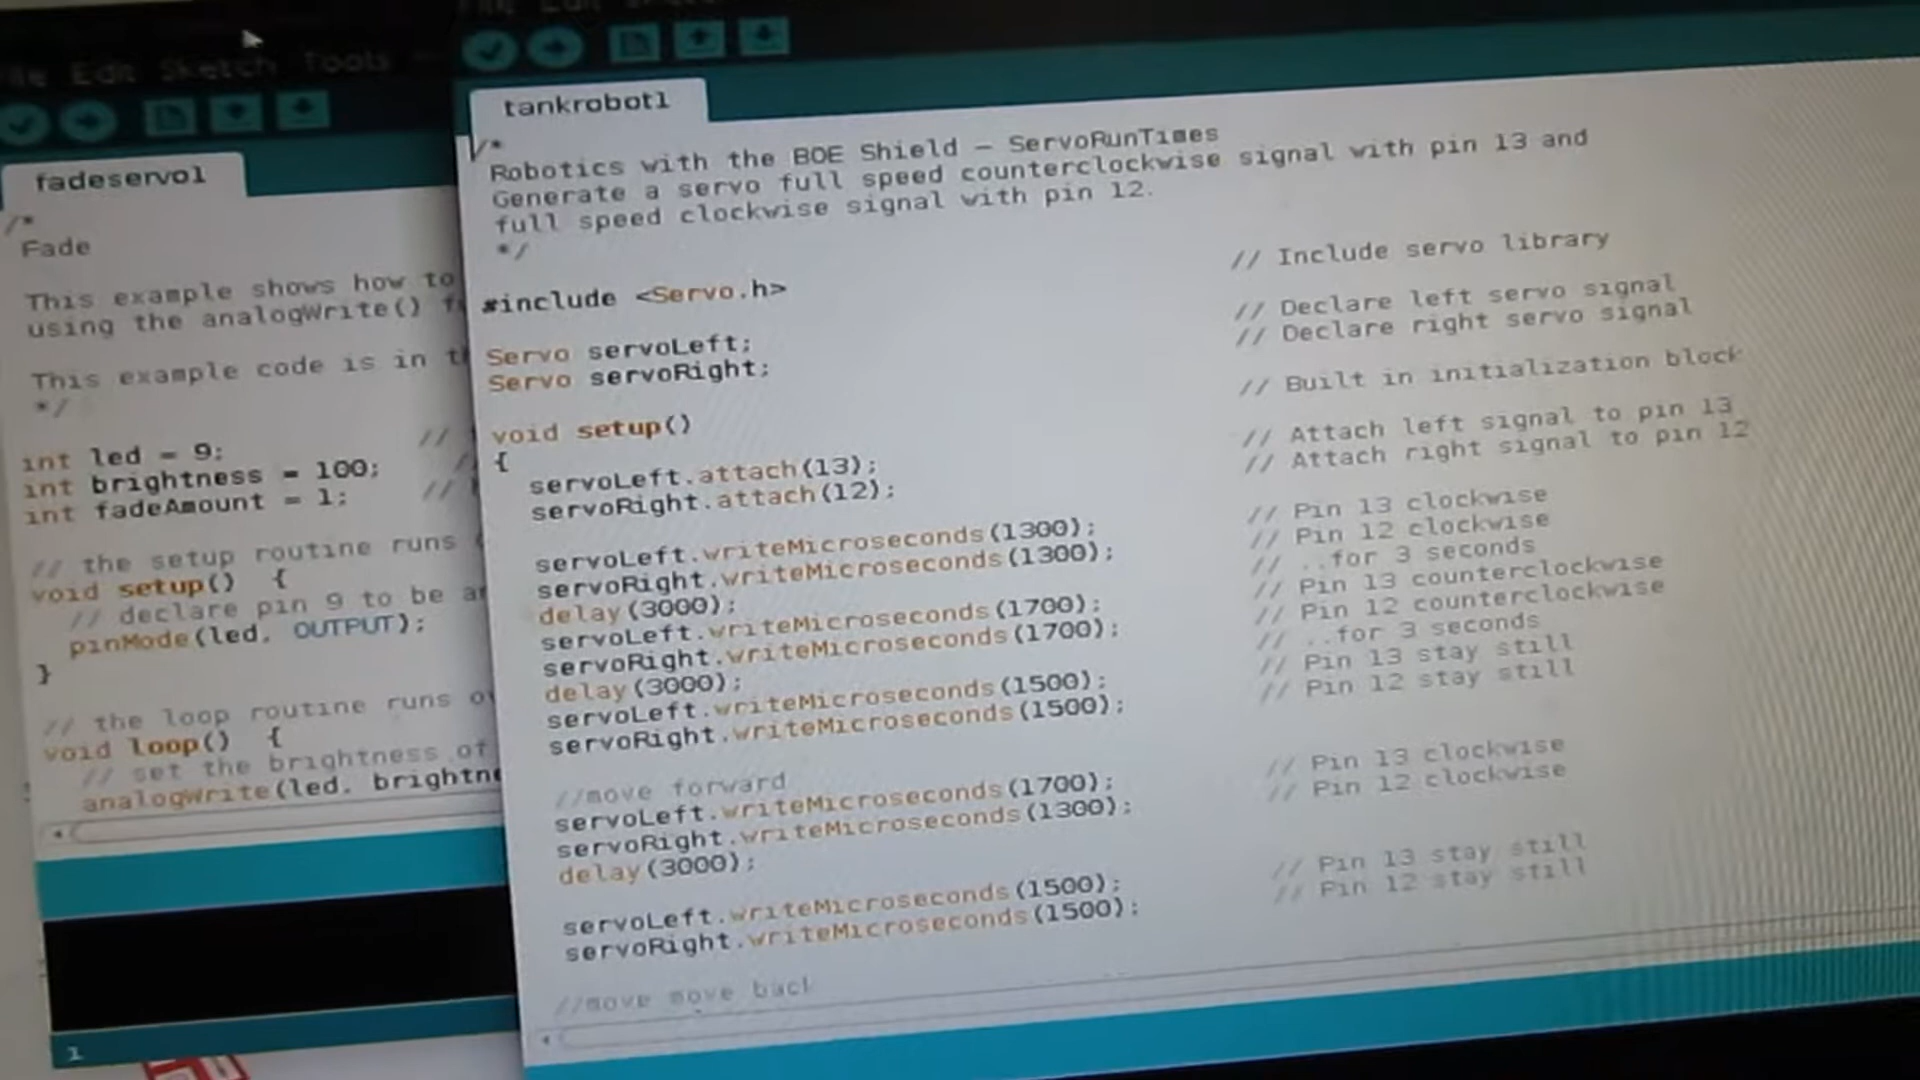 Edit Sketch Tools
fadeservo1
/*
Fade
This example shows how to
using the analogWrite()
This example code is in
*/
int led = 9;
int brightness = 100; //
int fadeAmount = 1; //
// the setup routine runs
void setup() {
// declare pin 9 to be
pinMode(led, OUTPUT);
}
// the loop routine runs
void loop() {
// set the brightness of
analogWrite(led, 
1
tankrobot1
/*
Robotics with the BOE Shield – ServoRunTimes
Generate a servo full speed counterclockwise signal with pin 13 and
full speed clockwise signal with pin 12.
*/
// Include servo library
#include <Servo.h>
// Declare left servo signal
Servo servoLeft; // Declare right servo signal
Servo servoRight;
// Built in initialization block
void setup()
{ // Attach left signal to pin 13
servoLeft.attach(13); // Attach right signal to pin 12
servoRight.attach(12);
// Pin 13 clockwise
servoLeft.writeMicroseconds(1300); // Pin 12 clockwise
servoRight.writeMicroseconds(1300); // ..for 3 seconds
delay(3000); // Pin 13 counterclockwise
servoLeft.writeMicroseconds(1700); // Pin 12 counterclockwise
servoRight.writeMicroseconds(1700); // ..for 3 seconds
delay(3000); // Pin 13 stay still
servoLeft.writeMicroseconds(1500); // Pin 12 stay still
servoRight.writeMicroseconds(1500);
//move forward // Pin 13 clockwise
servoLeft.writeMicroseconds(1700); // Pin 12 clockwise
servoRight.writeMicroseconds(1300);
delay(3000);
// Pin 13 stay still
servoLeft.writeMicroseconds(1500); // Pin 12 stay still
servoRight.writeMicroseconds(1500);
//move move back